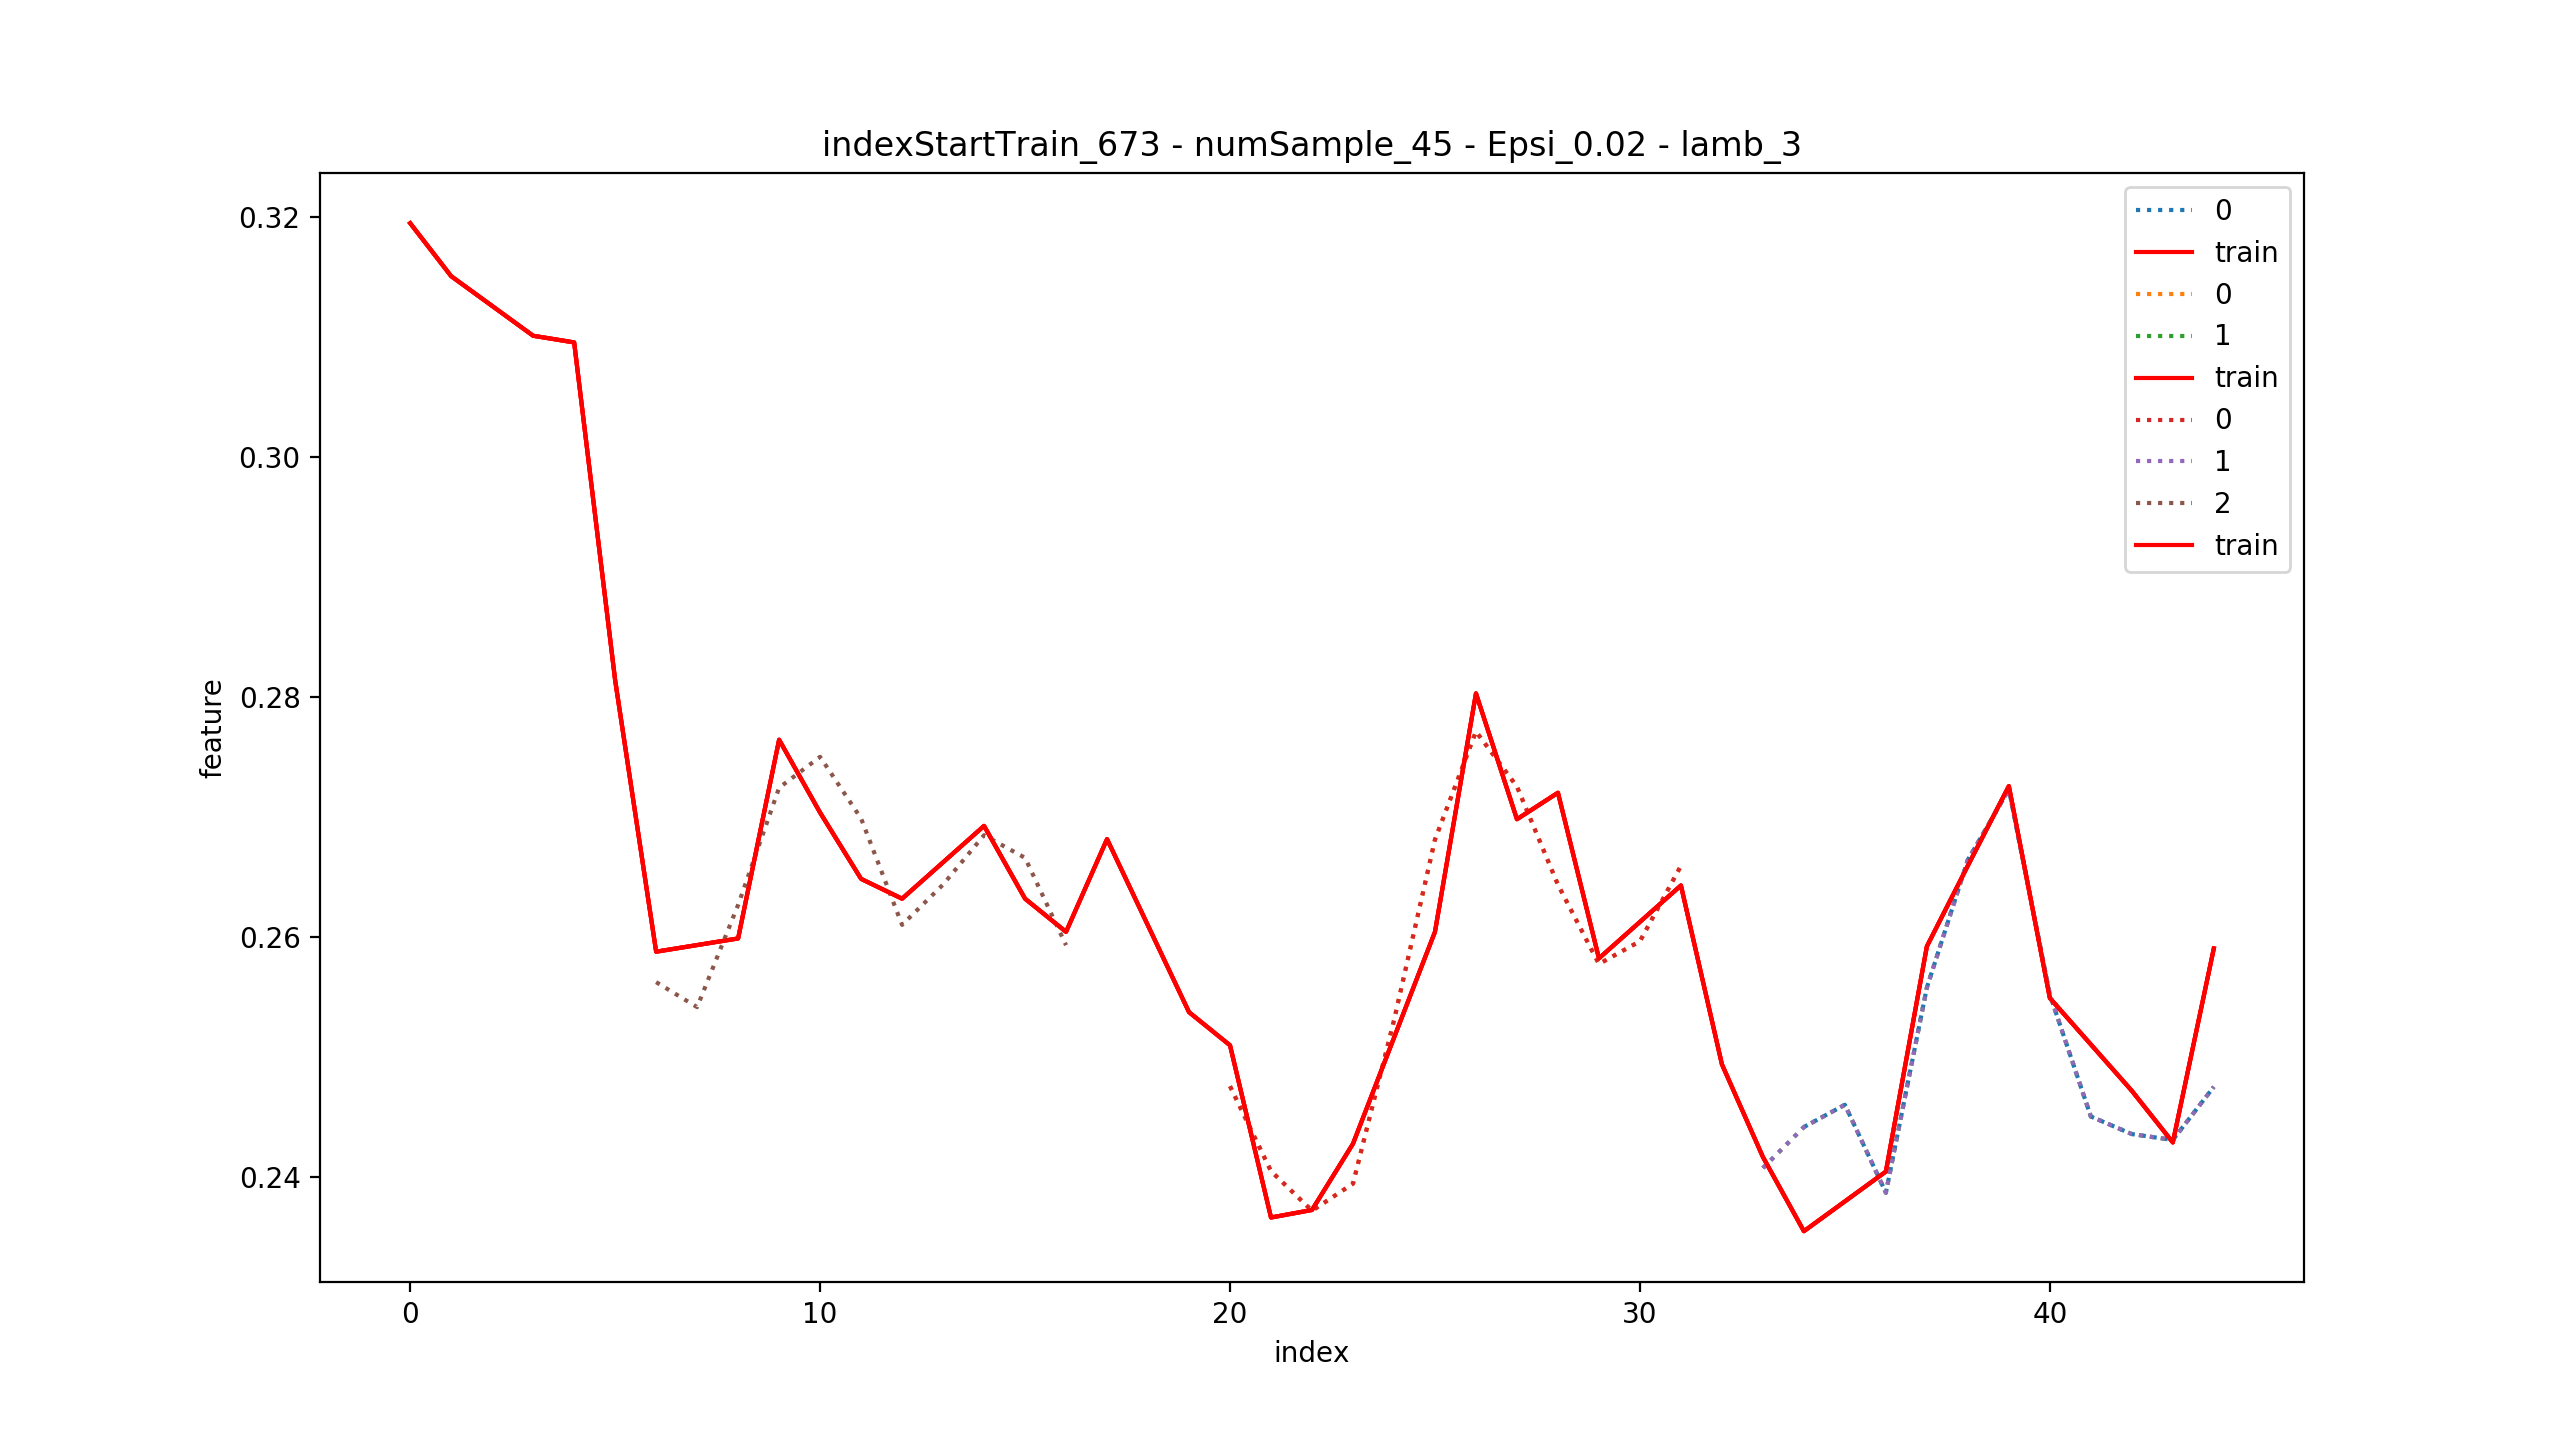 indexStartTrain_673 - numSample_45 - Epsi_0.02 - lamb_3
0
train
0
1
train
0
1
2
train
0.32
0.30
0.28
0.26
0.24
feature
0 10 20 30 40
index